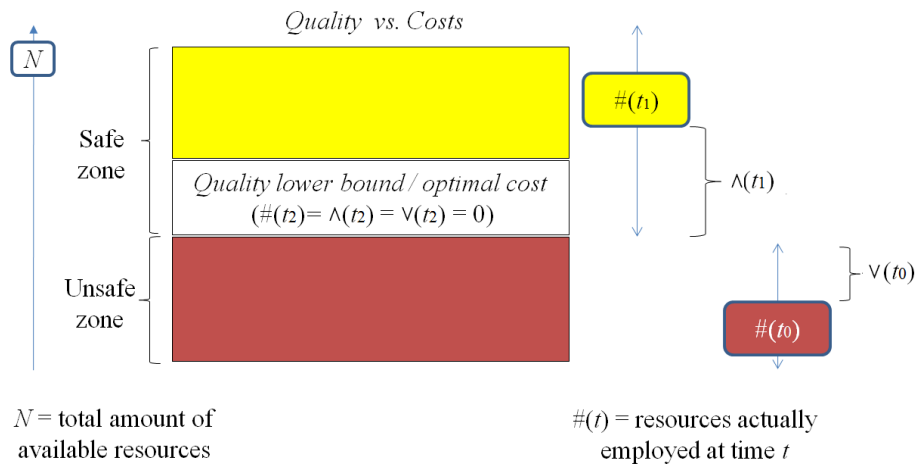 Quality vs. Costs
N
#(t₁)
Safe
zone
∧(t₁)
Quality lower bound / optimal cost
(#(t₂)= ∧(t₂) = ∨(t₂) = 0)
∨(t₀)
Unsafe
zone
#(t₀)
N = total amount of
available resources
#(t) = resources actually
employed at time t